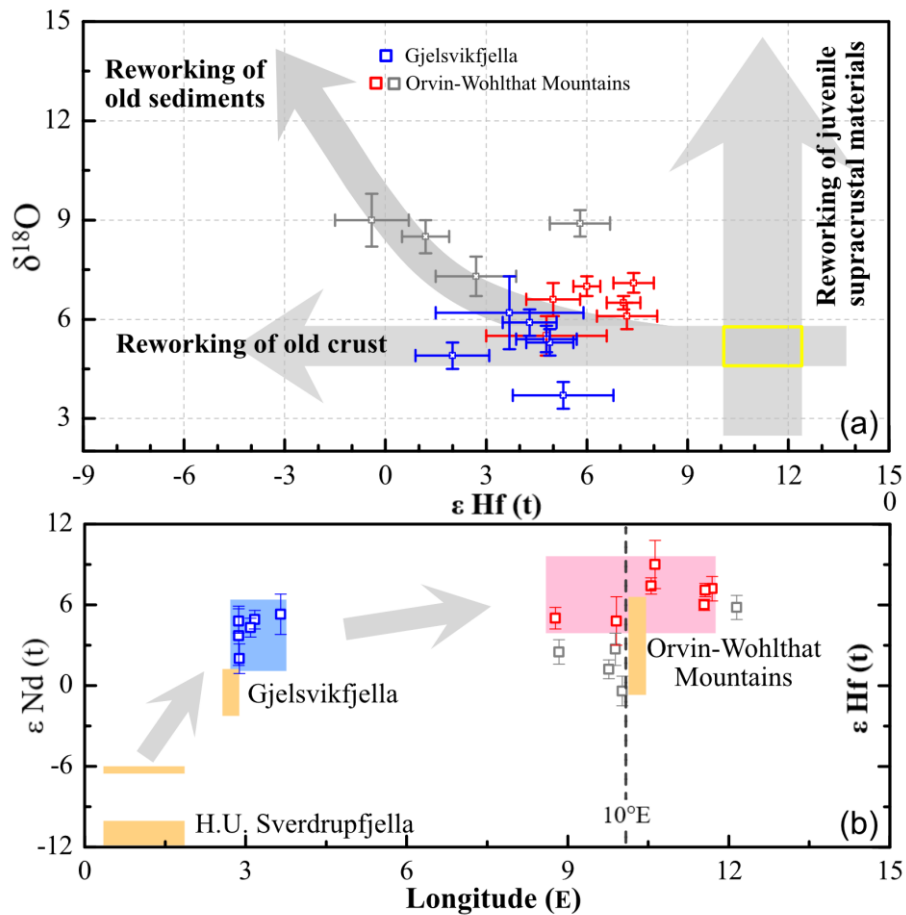 15
12
9
6
3
δ¹⁸O
Gjelsvikfjella
Orvin-Wohlthat Mountains
Reworking of
old sediments
Reworking of juvenile
supracrustal materials
Reworking of old crust
(a)
-9
-6
-3
0
3
6
9
12
15
0
ε Hf (t)
12
6
0
-6
-12
ε Nd (t)
Gjelsvikfjella
H.U. Sverdrupfjella
Orvin-Wohlthat
Mountains
10°E
ε Hf (t)
(b)
0
3
6
9
12
Longitude (E)